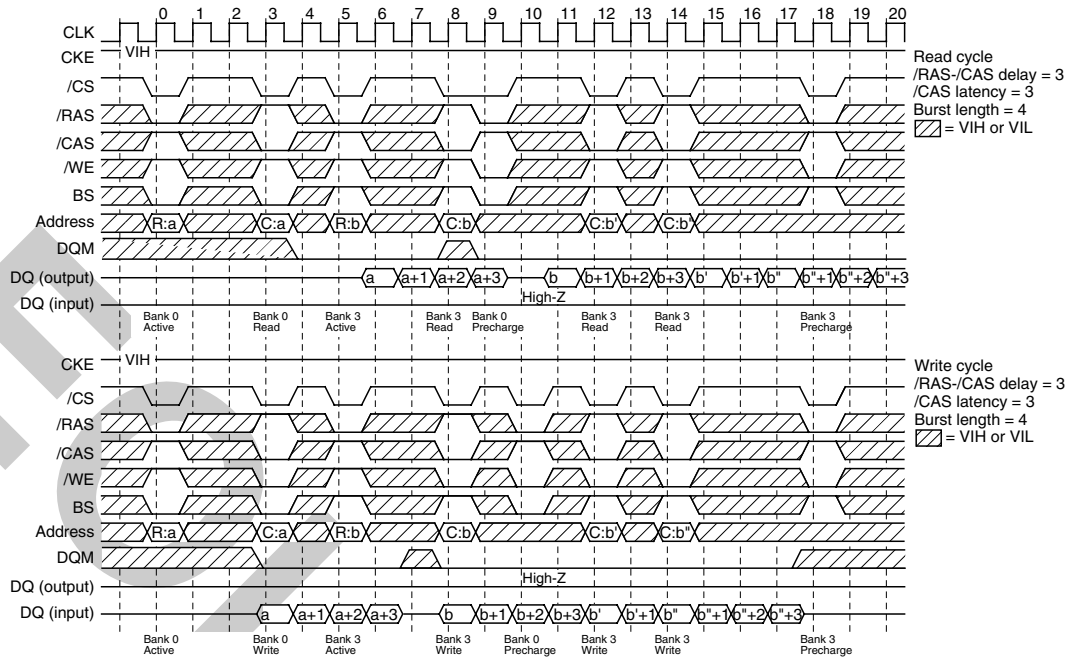 0 1 2 3 4 5 6 7 8 9 10 11 12 13 14 15 16 17 18 19 20
CLK
CKE VIH
/CS
/RAS
/CAS
/WE
BS
Address R:a C:a R:b C:b C:b' C:b"
DQM
DQ (output) a a+1 a+2 a+3 b b+1 b+2 b+3 b' b'+1 b" b"+1 b"+2 b"+3
High-Z
DQ (input)
Bank 0 Active Bank 0 Read Bank 3 Active Bank 3 Read Bank 0 Precharge Bank 3 Read Bank 3 Read Bank 3 Precharge
Read cycle
/RAS-/CAS delay = 3
/CAS latency = 3
Burst length = 4
= VIH or VIL
CKE VIH
/CS
/RAS
/CAS
/WE
BS
Address R:a C:a R:b C:b C:b' C:b"
DQM
High-Z
DQ (output)
DQ (input) a a+1 a+2 a+3 b b+1 b+2 b+3 b' b'+1 b" b"+1 b"+2 b"+3
Bank 0 Active Bank 0 Write Bank 3 Active Bank 3 Write Bank 0 Precharge Bank 3 Write Bank 3 Write Bank 3 Precharge
Write cycle
/RAS-/CAS delay = 3
/CAS latency = 3
Burst length = 4
= VIH or VIL